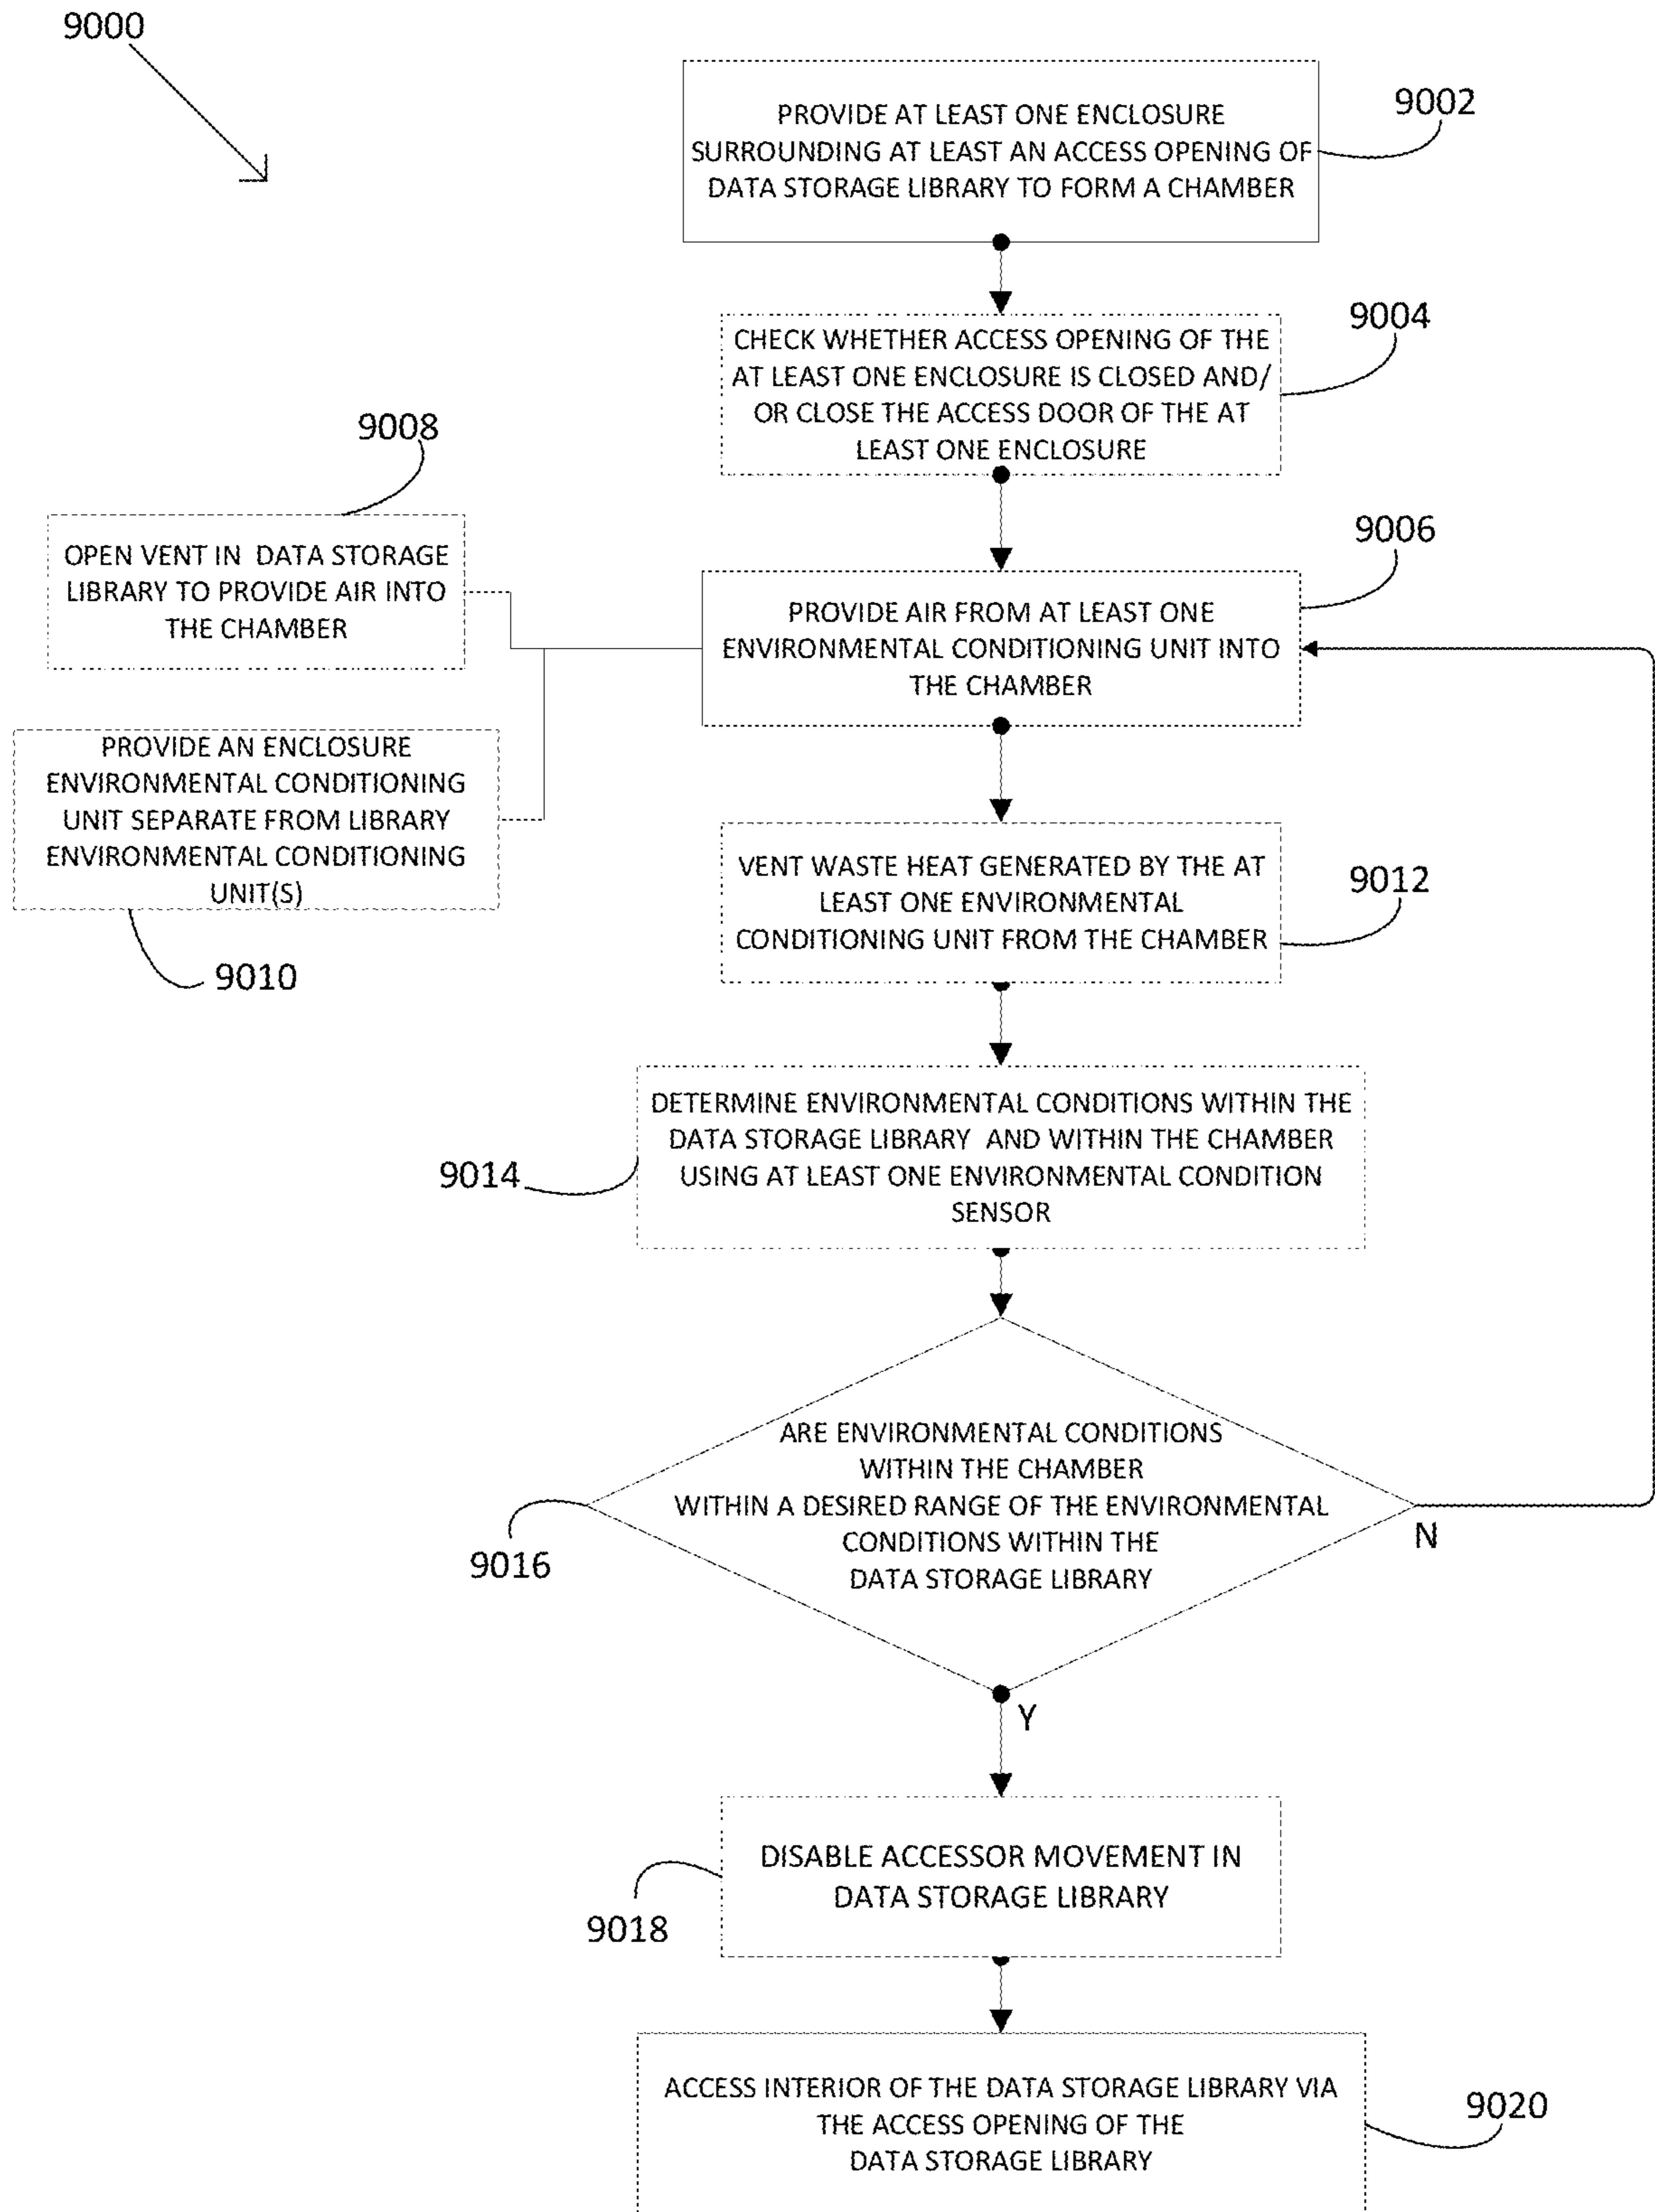 9000
PROVIDE AT LEAST ONE ENCLOSURE
SURROUNDING AT LEAST AN ACCESS OPENING OF
DATA STORAGE LIBRARY TO FORM A CHAMBER
9002
CHECK WHETHER ACCESS OPENING OF THE
AT LEAST ONE ENCLOSURE IS CLOSED AND/
OR CLOSE THE ACCESS DOOR OF THE AT
LEAST ONE ENCLOSURE
9004
9008
OPEN VENT IN DATA STORAGE
LIBRARY TO PROVIDE AIR INTO
THE CHAMBER
9006
PROVIDE AIR FROM AT LEAST ONE
ENVIRONMENTAL CONDITIONING UNIT INTO
THE CHAMBER
PROVIDE AN ENCLOSURE
ENVIRONMENTAL CONDITIONING
UNIT SEPARATE FROM LIBRARY
ENVIRONMENTAL CONDITIONING
UNIT(S)
9010
VENT WASTE HEAT GENERATED BY THE AT
LEAST ONE ENVIRONMENTAL
CONDITIONING UNIT FROM THE CHAMBER
9012
DETERMINE ENVIRONMENTAL CONDITIONS WITHIN THE
DATA STORAGE LIBRARY AND WITHIN THE CHAMBER
USING AT LEAST ONE ENVIRONMENTAL CONDITION
SENSOR
9014
ARE ENVIRONMENTAL CONDITIONS
WITHIN THE CHAMBER
WITHIN A DESIRED RANGE OF THE ENVIRONMENTAL
CONDITIONS WITHIN THE
DATA STORAGE LIBRARY
9016
N
Y
DISABLE ACCESSOR MOVEMENT IN
DATA STORAGE LIBRARY
9018
ACCESS INTERIOR OF THE DATA STORAGE LIBRARY VIA
THE ACCESS OPENING OF THE
DATA STORAGE LIBRARY
9020